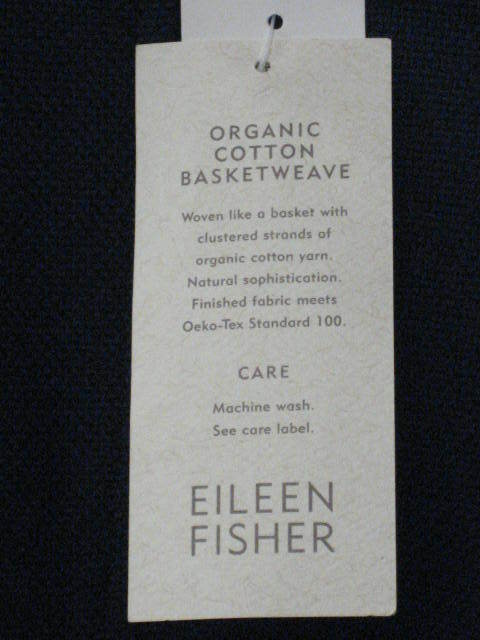 ORGANIC
COTTON
BASKETWEAVE
Woven like a basket with
clustered strands of
organic cotton yarn.
Natural sophistication.
Finished fabric meets
Oeko-Tex Standard 100.
CARE
Machine wash.
See care label.
EILEEN
FISHER